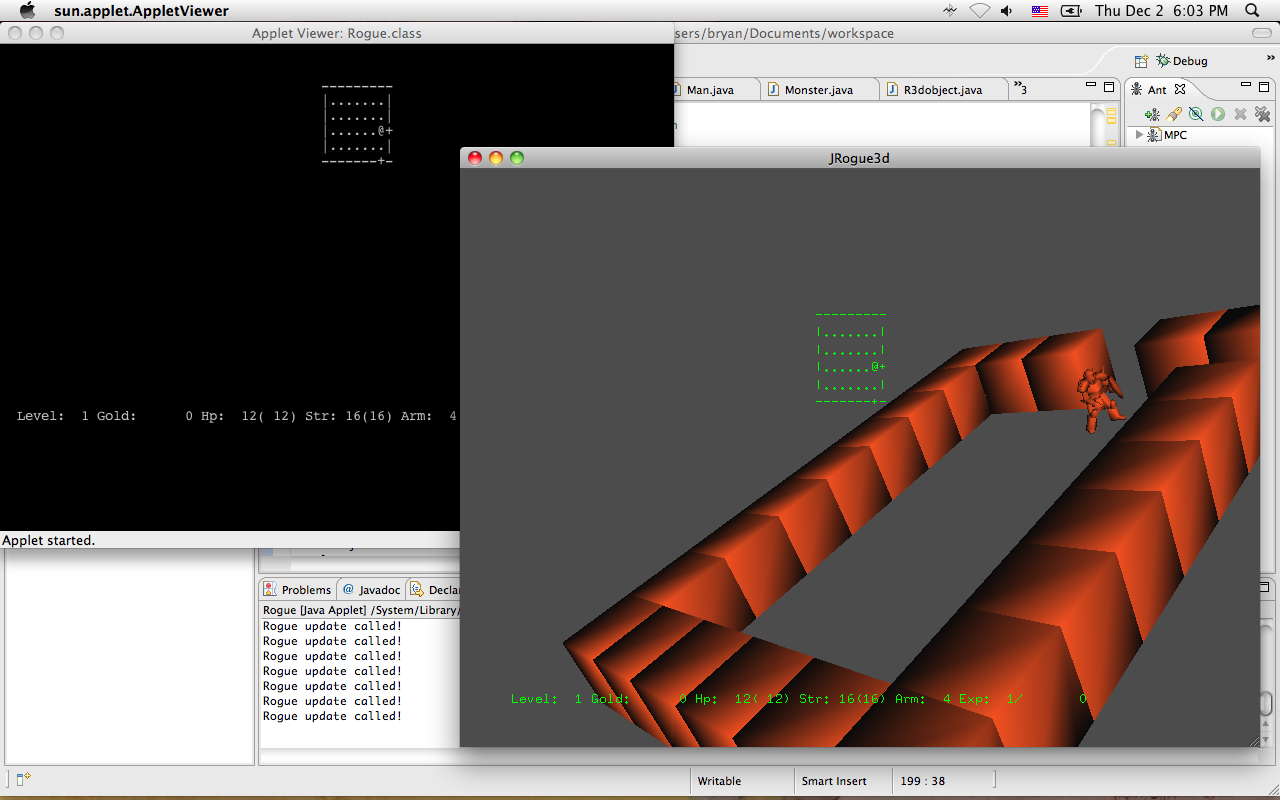 sun.applet.AppletViewer
Thu Dec 2 6:03 PM
Applet Viewer: Rogue.class
sers/bryan/Documents/workspace
Debug
Man.java
Monster.java
R3dobject.java
3
Ant
MPC
---------
|.......|
|.......|
|......@+
|.......|
-------+-
Level:  1 Gold:      0 Hp:  12( 12) Str: 16(16) Arm:  4
Applet started.
JRogue3d
---------
|.......|
|.......|
|......@+
|.......|
-------+-
Level:  1 Gold:      0 Hp:  12( 12) Str: 16(16) Arm:  4 Exp:  1/       0
Problems
Javadoc
Declar
Rogue [Java Applet] /System/Library/
Rogue update called!
Rogue update called!
Rogue update called!
Rogue update called!
Rogue update called!
Rogue update called!
Rogue update called!
Writable
Smart Insert
199 : 38